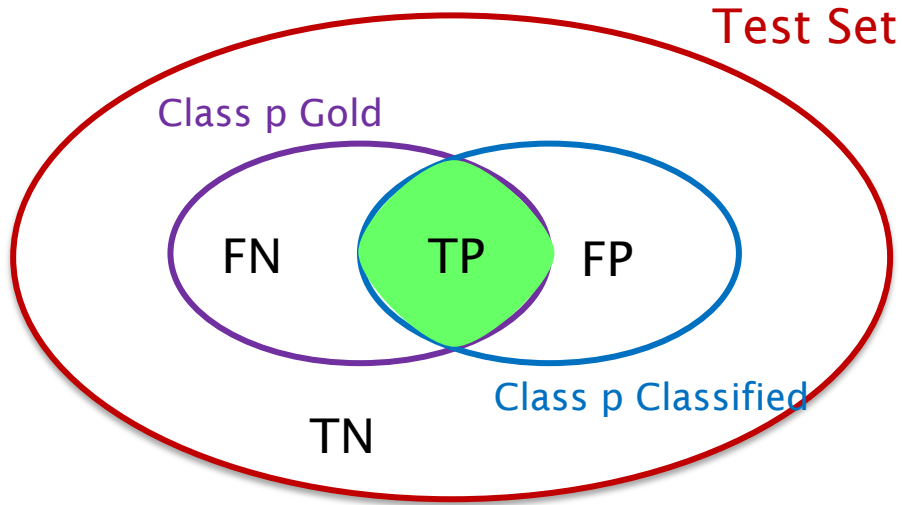 Test Set
Class p Gold
FN
TP
FP
Class p Classified
TN